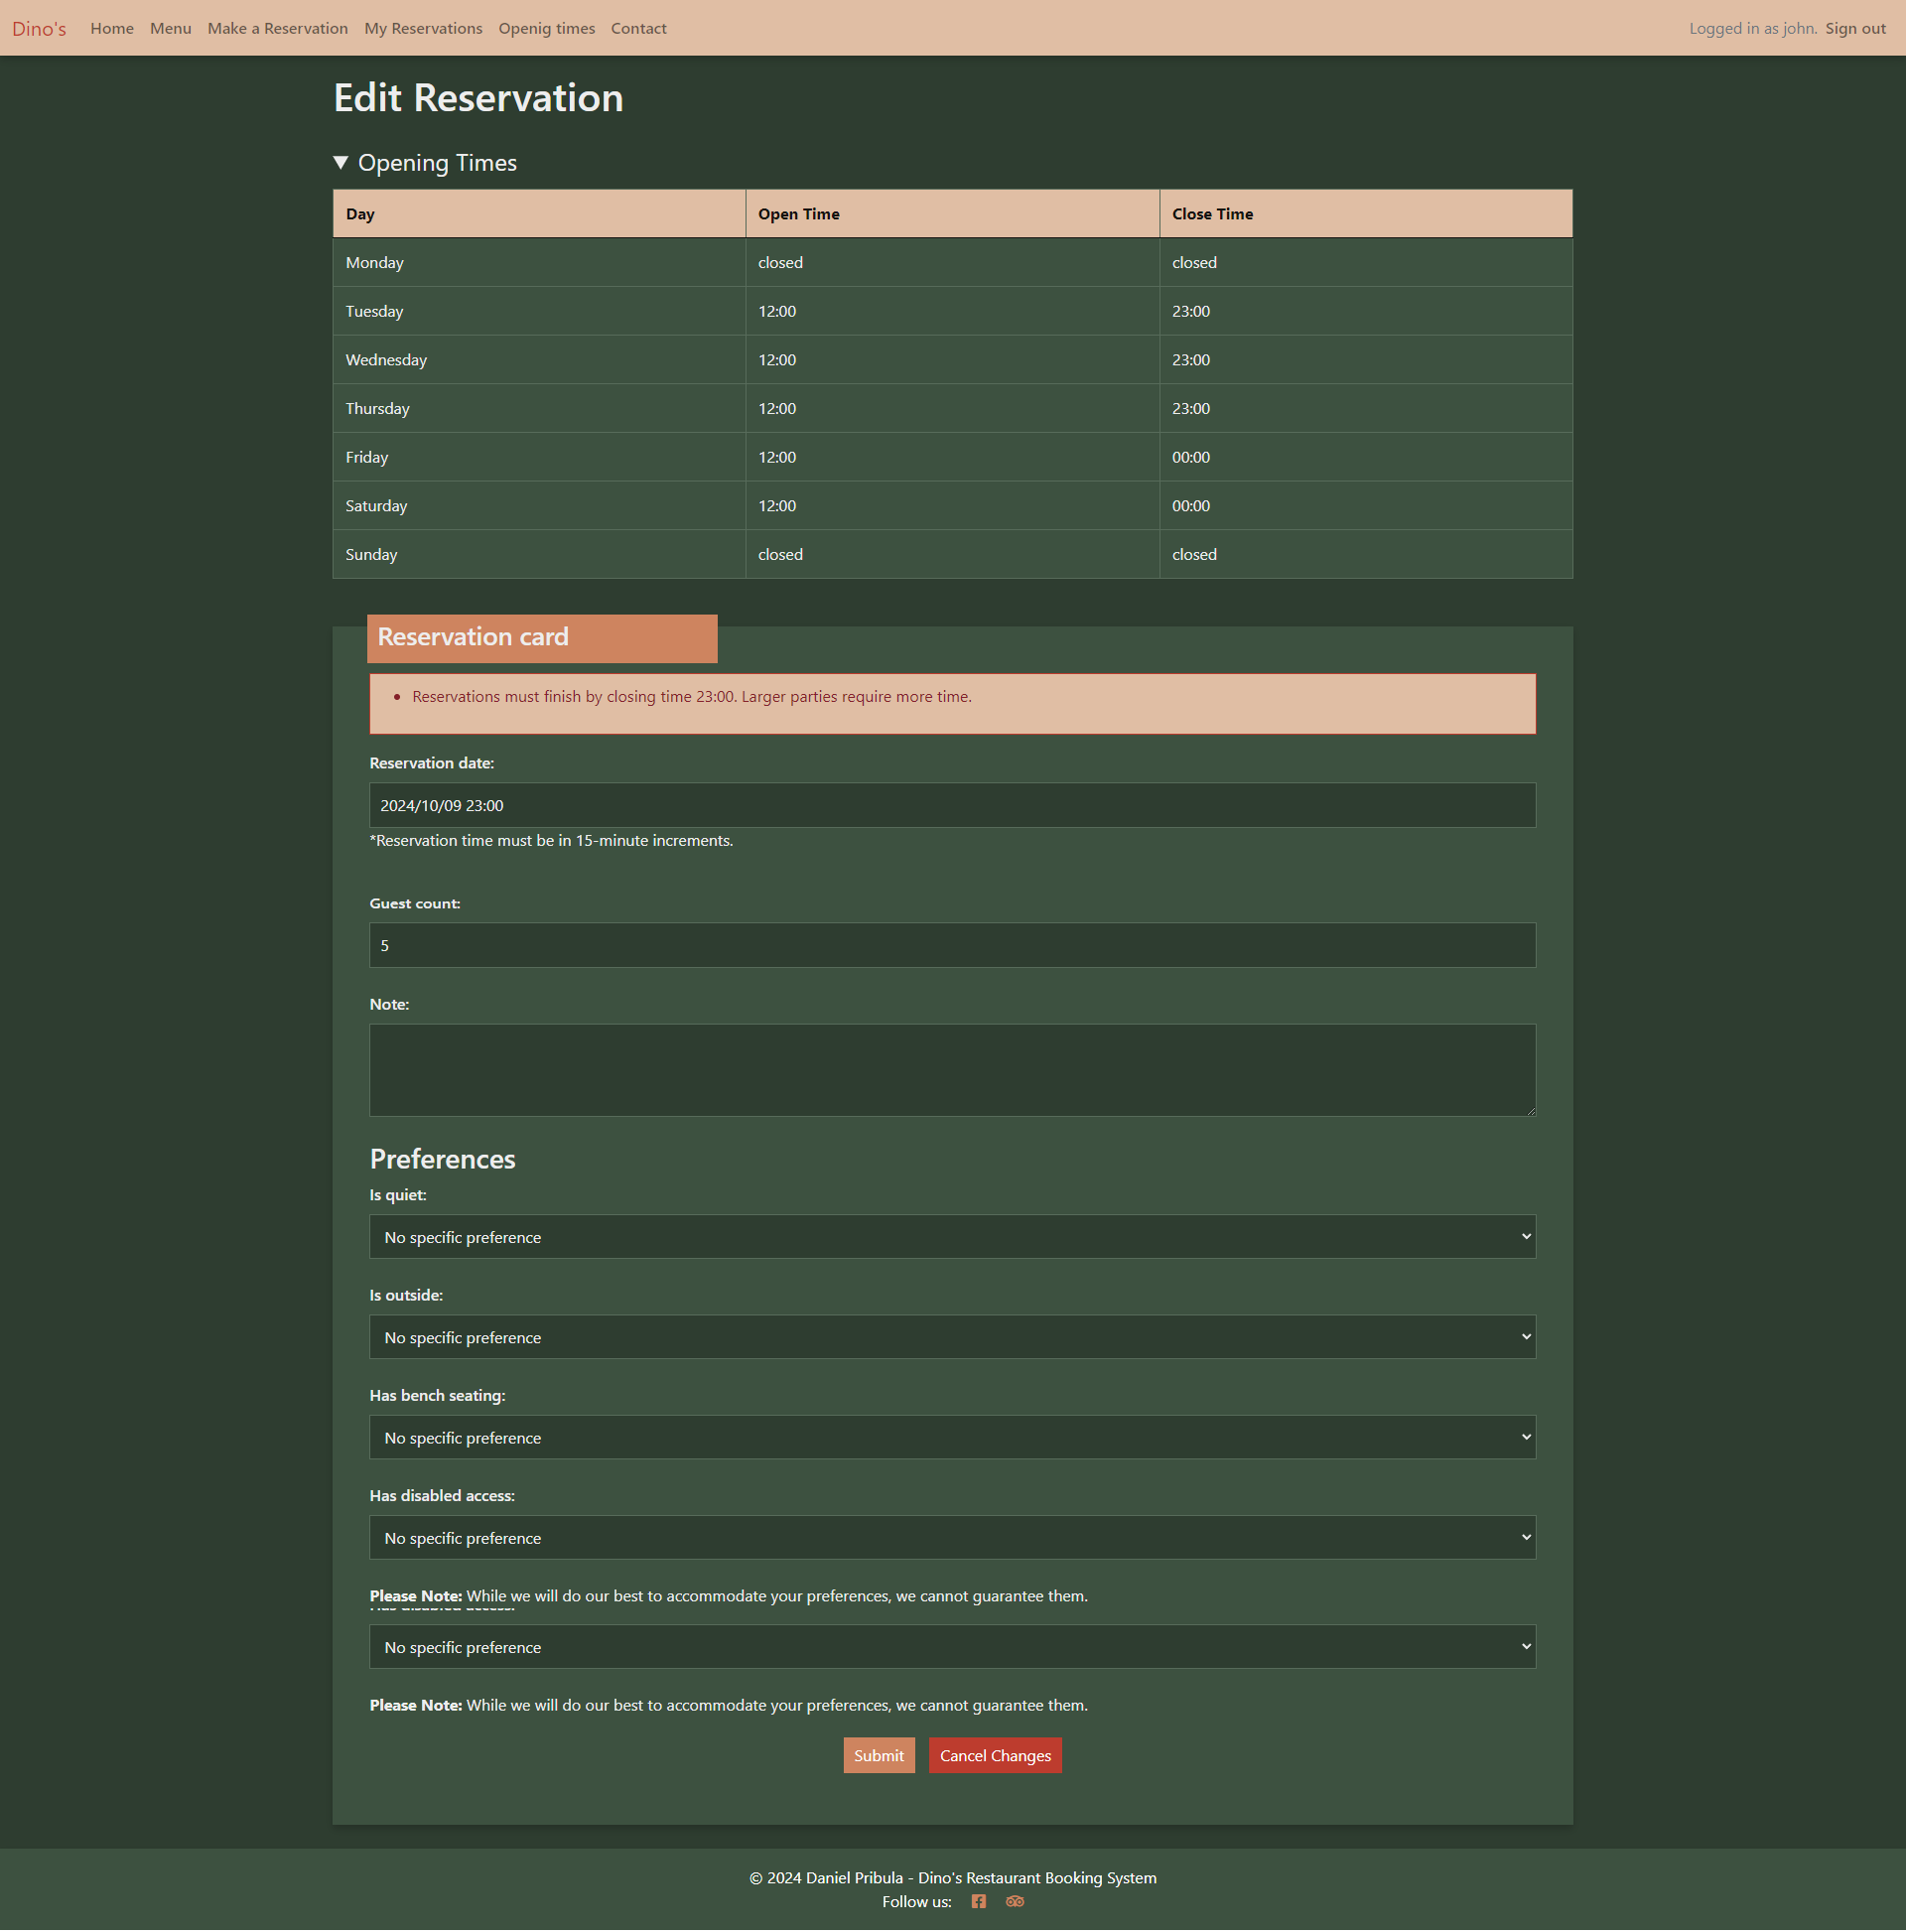 Dino's Home Menu Make a Reservation My Reservations Openig times Contact Logged in as john. Sign out
Edit Reservation
▼ Opening Times
Day Open Time Close Time
Monday closed closed
Tuesday 12:00 23:00
Wednesday 12:00 23:00
Thursday 12:00 23:00
Friday 12:00 00:00
Saturday 12:00 00:00
Sunday closed closed
Reservation card
• Reservations must finish by closing time 23:00. Larger parties require more time.
Reservation date:
2024/10/09 23:00
*Reservation time must be in 15-minute increments.
Guest count:
5
Note:
Preferences
Is quiet:
No specific preference
Is outside:
No specific preference
Has bench seating:
No specific preference
Has disabled access:
No specific preference
Please Note: While we will do our best to accommodate your preferences, we cannot guarantee them.
No specific preference
Please Note: While we will do our best to accommodate your preferences, we cannot guarantee them.
Submit Cancel Changes
© 2024 Daniel Pribula - Dino's Restaurant Booking System
Follow us: